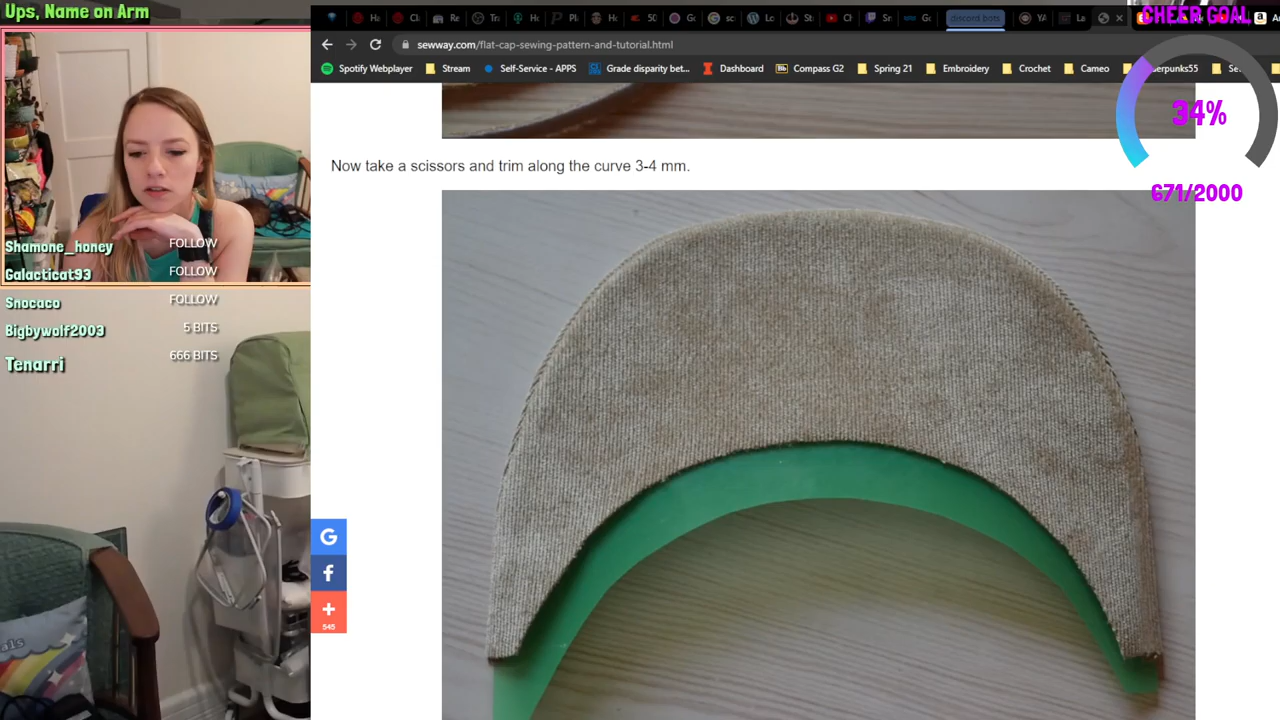 Ups, Name on Arm
discord bots
CHEER GOAL
sewway.com/flat-cap-sewing-pattern-and-tutorial.html
Spotify Webplayer Stream Self-Service - APPS Grade disparity bet... Dashboard Compass G2 Spring 21 Embroidery Crochet Cameo
34%
671/2000
Now take a scissors and trim along the curve 3-4 mm.
Shamone_honey FOLLOW
Galacticat93 FOLLOW
Snocaco FOLLOW
Bigbywolf2003 5 BITS
Tenarri 666 BITS
G
f
+
545